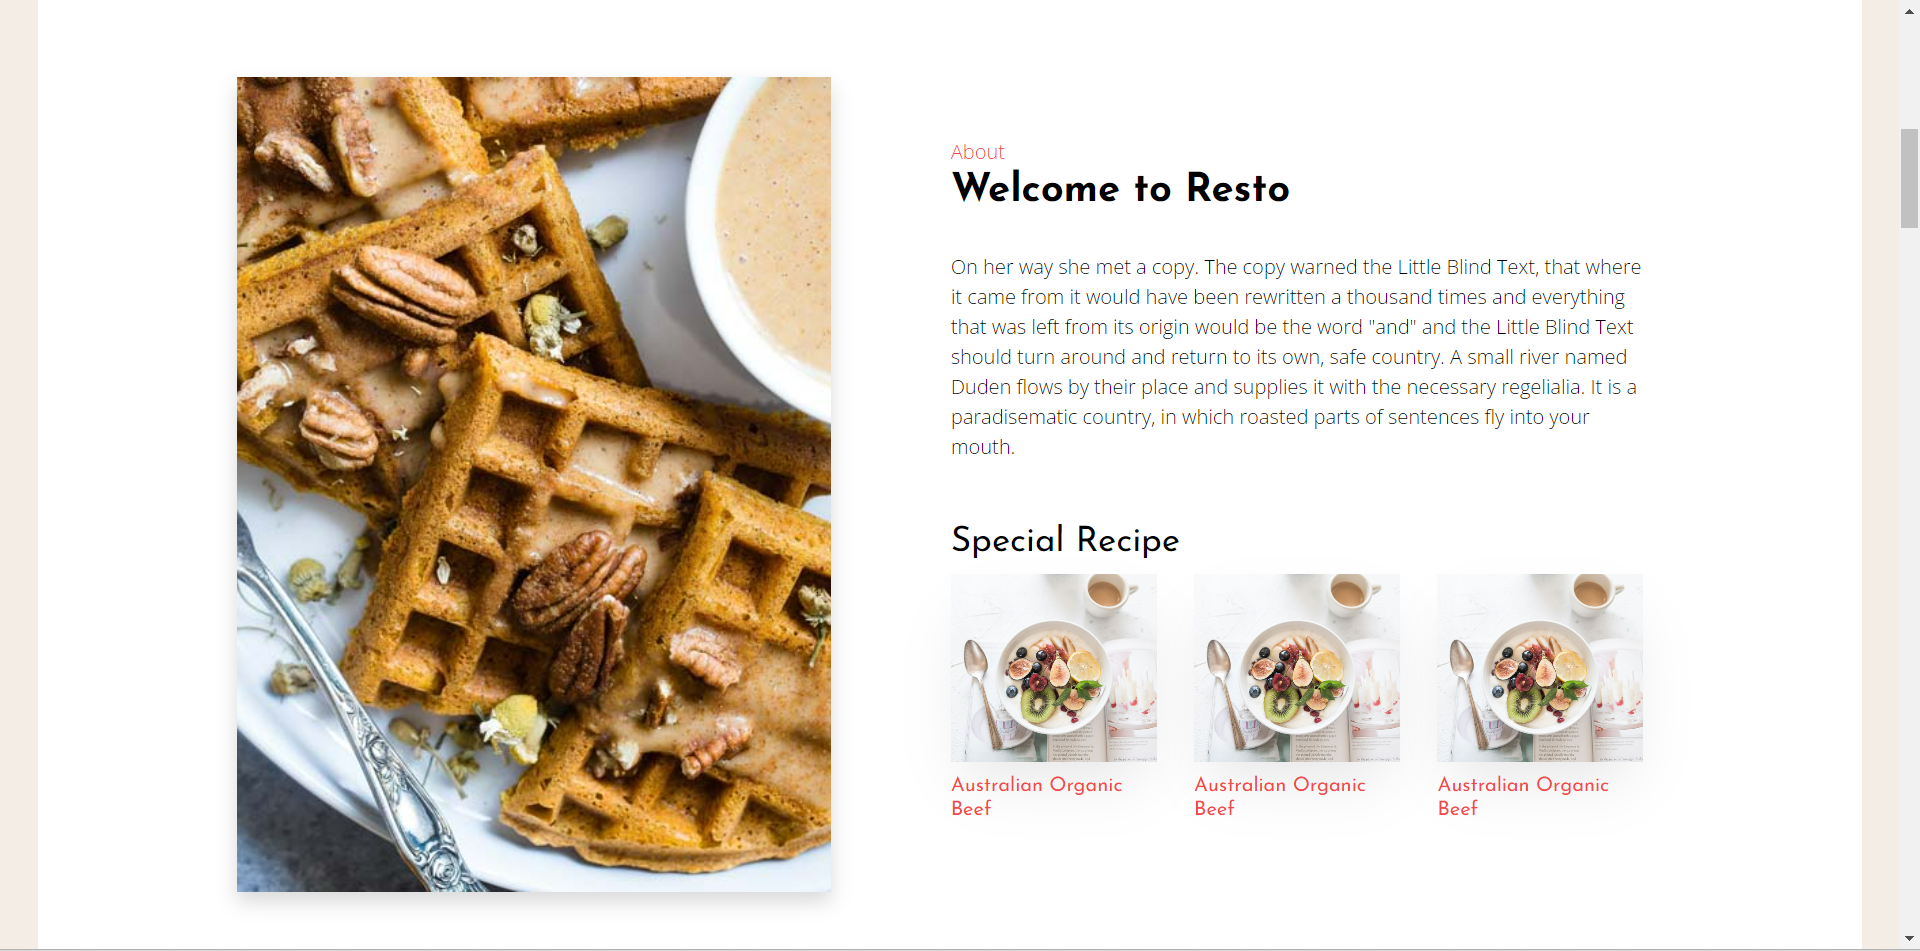 About
Welcome to Resto
On her way she met a copy. The copy warned the Little Blind Text, that where
it came from it would have been rewritten a thousand times and everything
that was left from its origin would be the word "and" and the Little Blind Text
should turn around and return to its own, safe country. A small river named
Duden flows by their place and supplies it with the necessary regelialia. It is a
paradisematic country, in which roasted parts of sentences fly into your
mouth.
Special Recipe
Australian Organic
Beef
Australian Organic
Beef
Australian Organic
Beef